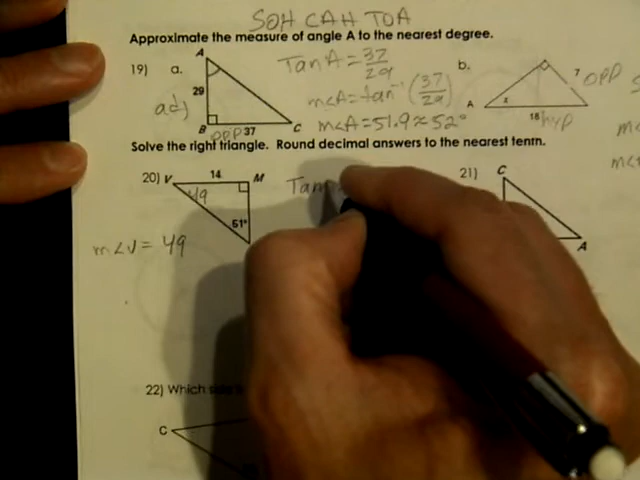 SOH CAH TOA
Approximate the measure of angle A to the nearest degree.
19) a. A 29 adj B opp 37 C
Tan A = 37/29
m<A = tan⁻¹ (37/29)
m<A = 51.9 ≈ 52°
b. A x 7 opp 18 hyp
Solve the right triangle. Round decimal answers to the nearest tenth.
20) V 14 M 49 51°
m<V = 49
Tan
21) C A
22) Which
C